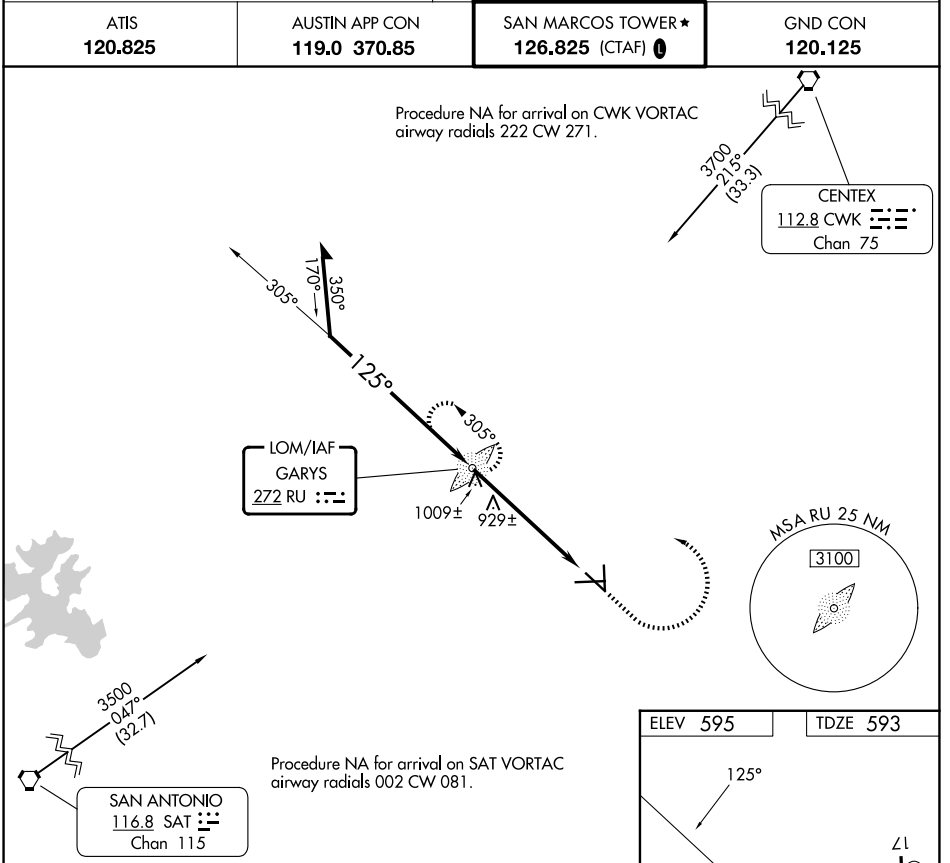 ATIS
120.825
AUSTIN APP CON
119.0 370.85
SAN MARCOS TOWER★
126.825 (CTAF) L
GND CON
120.125
Procedure NA for arrival on CWK VORTAC
airway radials 222 CW 271.
3700
215°
(33.3)
CENTEX
112.8 CWK
Chan 75
305°
170°
350°
125°
305°
LOM/IAF
GARYS
272 RU
1009±
929±
MSA RU 25 NM
3100
3500
047°
(32.7)
Procedure NA for arrival on SAT VORTAC
airway radials 002 CW 081.
SAN ANTONIO
116.8 SAT
Chan 115
ELEV 595
TDZE 593
125°
17